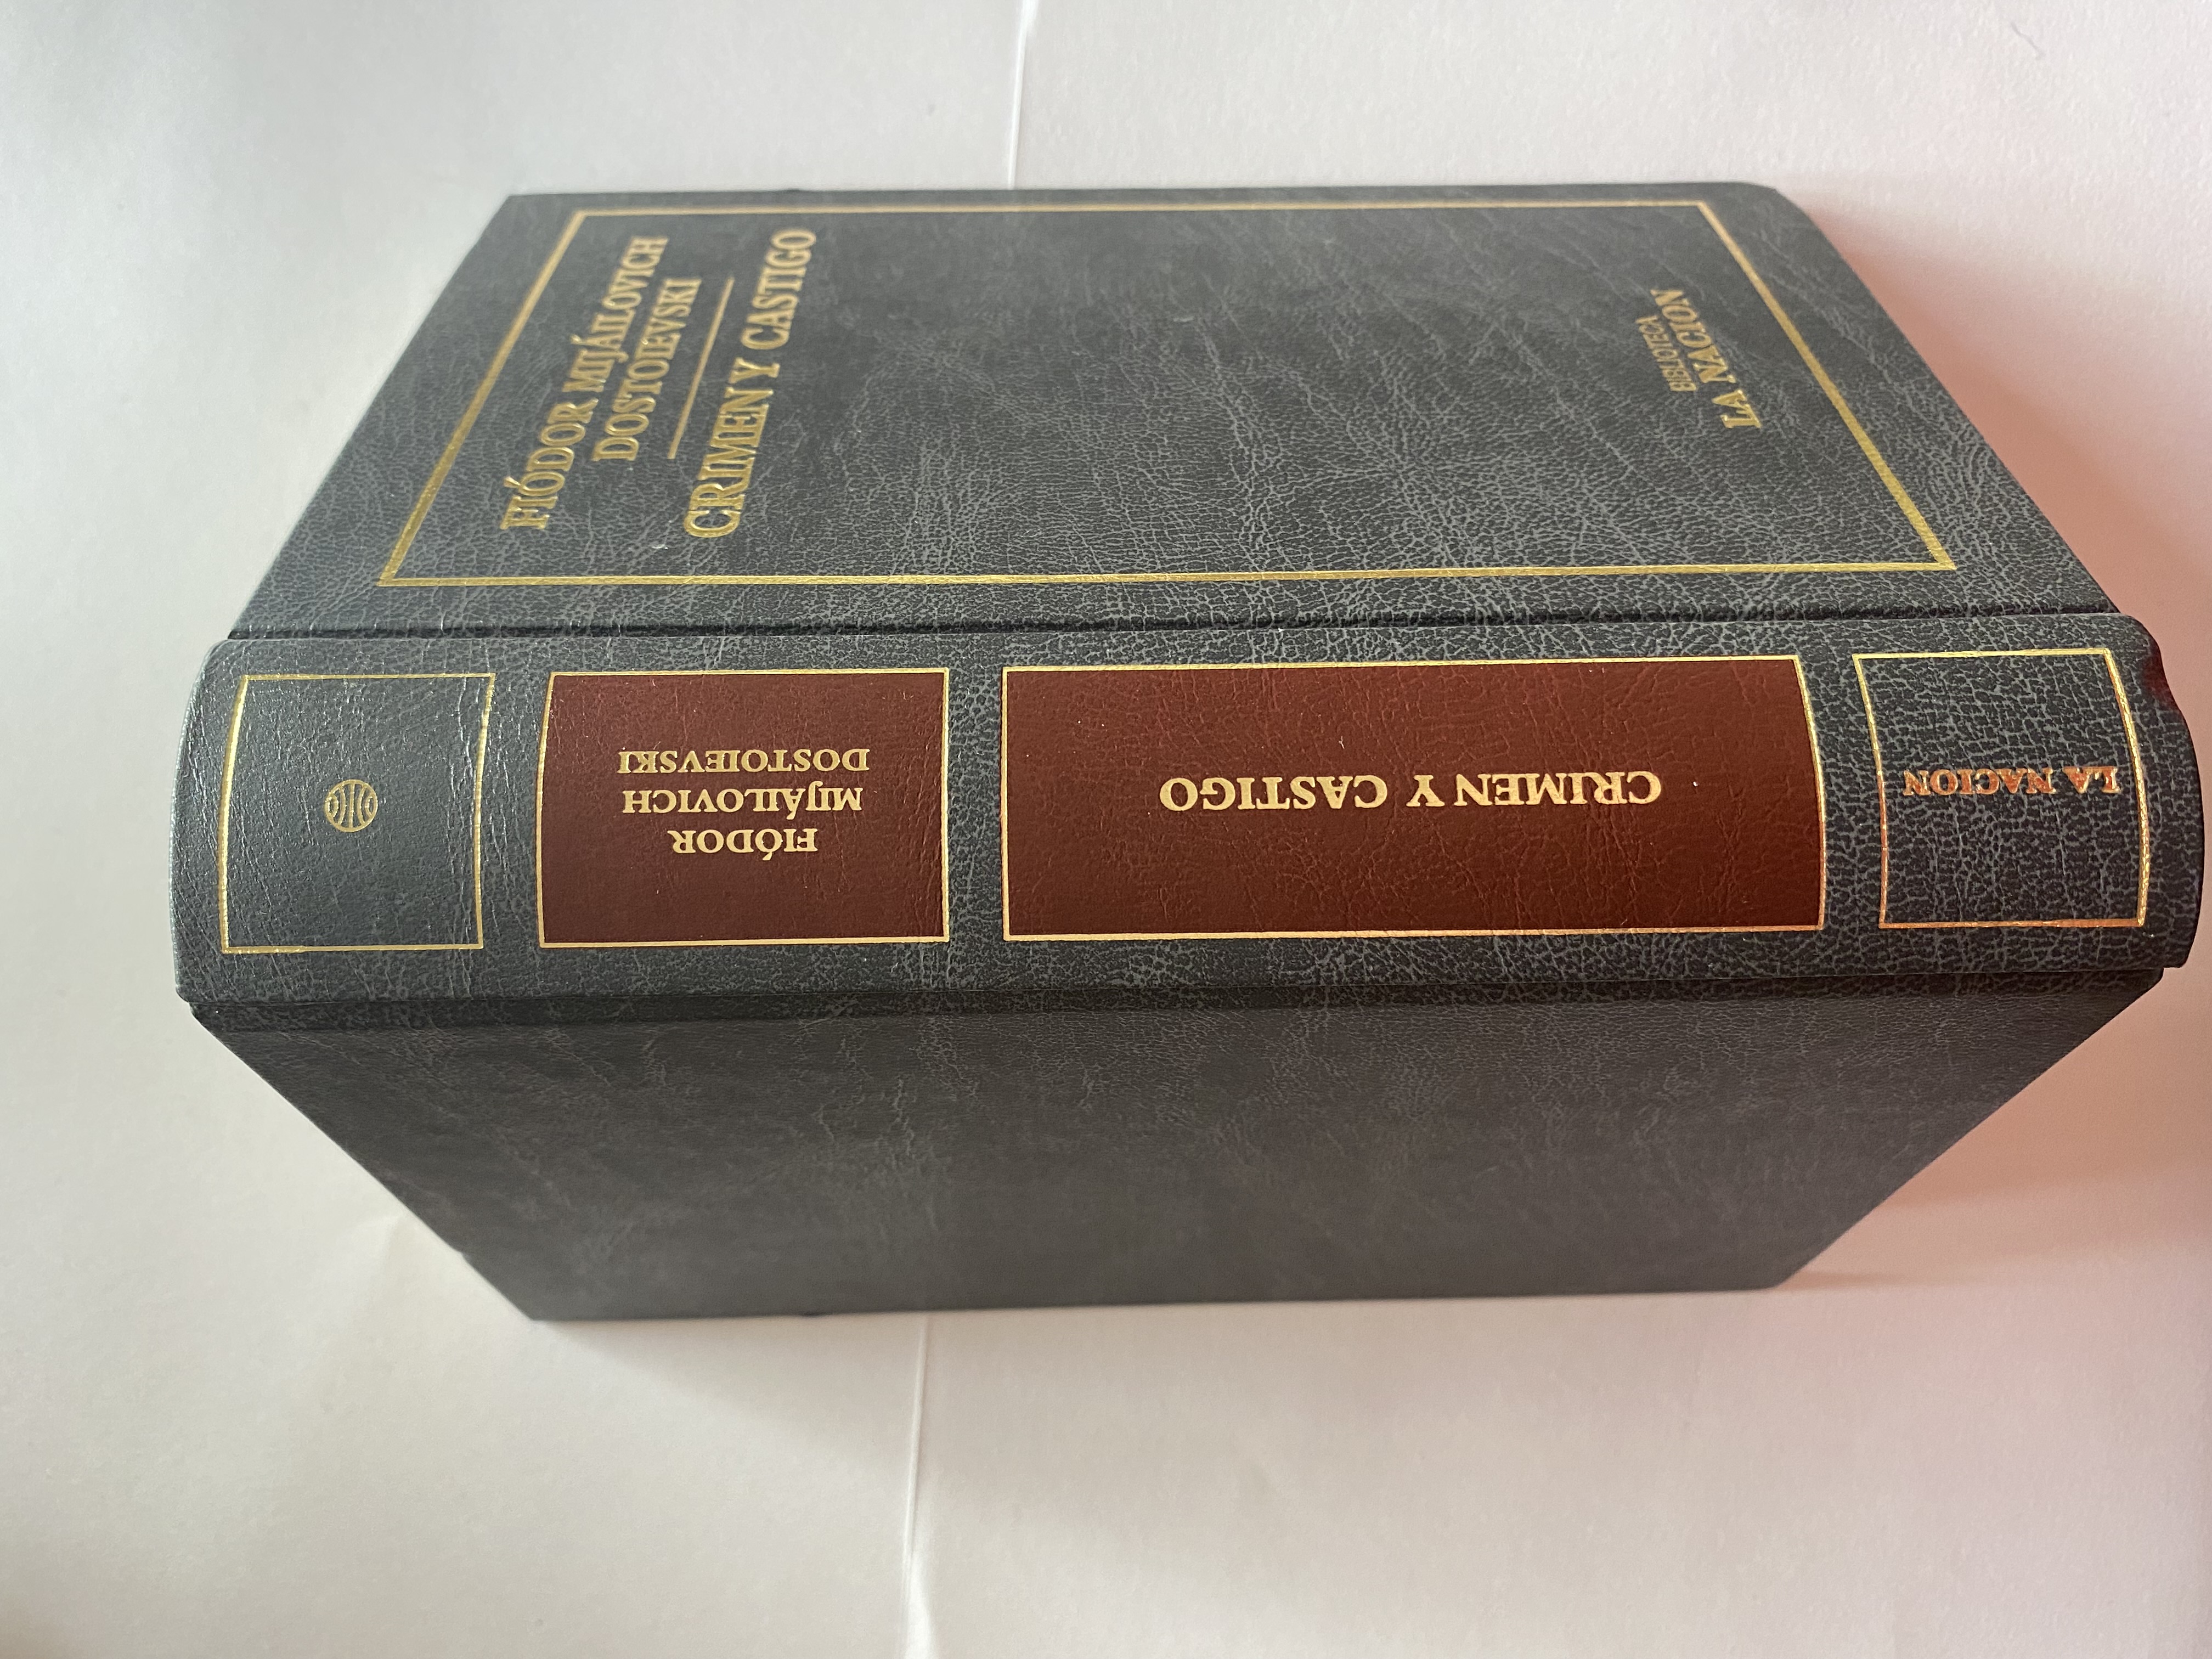 FIÓDOR
MIJÁILOVICH
DOSTOIEVSKI
CRIMEN Y CASTIGO
LA NACION
FIÓDOR MIJÁILOVICH
DOSTOIEVSKI
CRIMEN Y CASTIGO
BIBLIOTECA
LA NACION